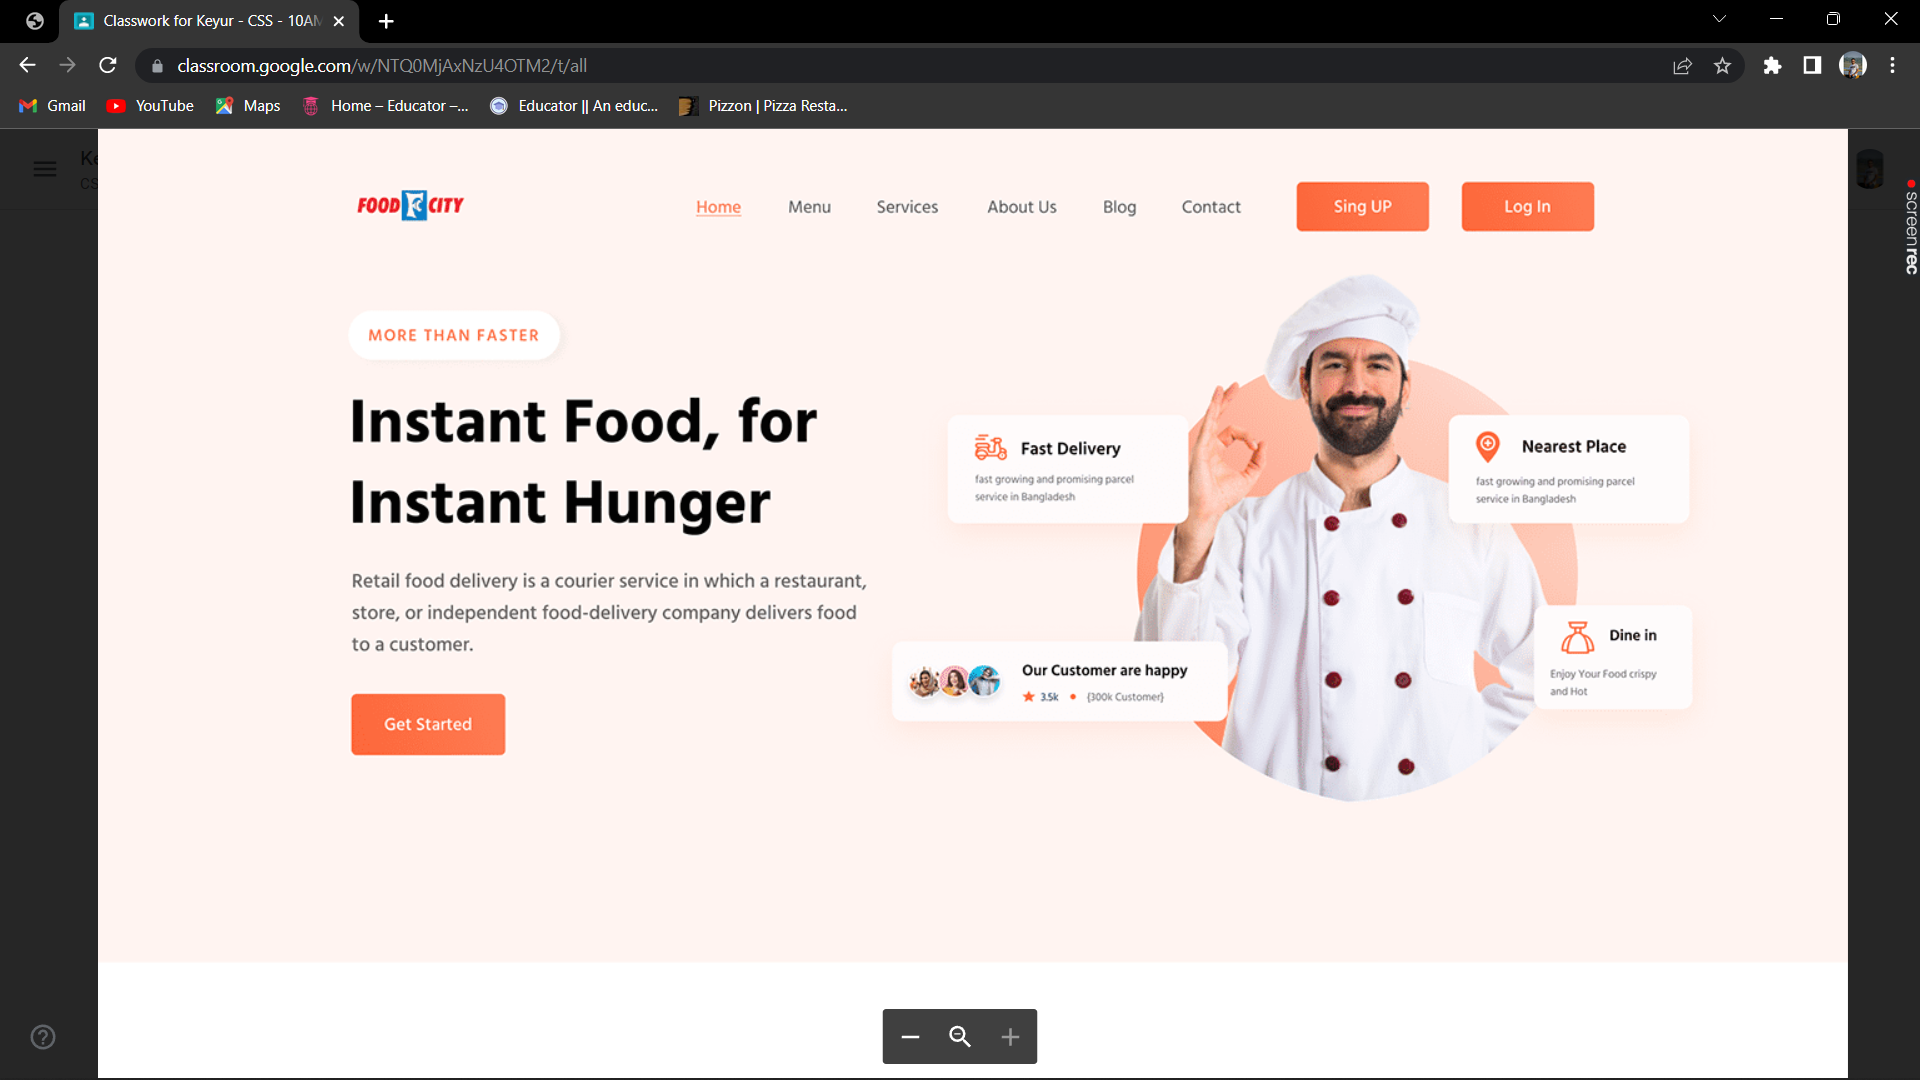 Classwork for Keyur - CSS - 10AM
classroom.google.com/w/NTQ0MjAxNzU4OTM2/t/all
Gmail YouTube Maps Home – Educator –... Educator || An educ... Pizzon | Pizza Resta...
Ke
CS
screenrec
FOOD FC CITY Home Menu Services About Us Blog Contact Sing UP Log In
MORE THAN FASTER
Instant Food, for
Instant Hunger
Retail food delivery is a courier service in which a restaurant,
store, or independent food-delivery company delivers food
to a customer.
Get Started
Fast Delivery
fast growing and promising parcel
service in Bangladesh
Nearest Place
fast growing and promising parcel
service in Bangladesh
Our Customer are happy
3.5k • {300k Customer}
Dine in
Enjoy Your Food crispy
and Hot